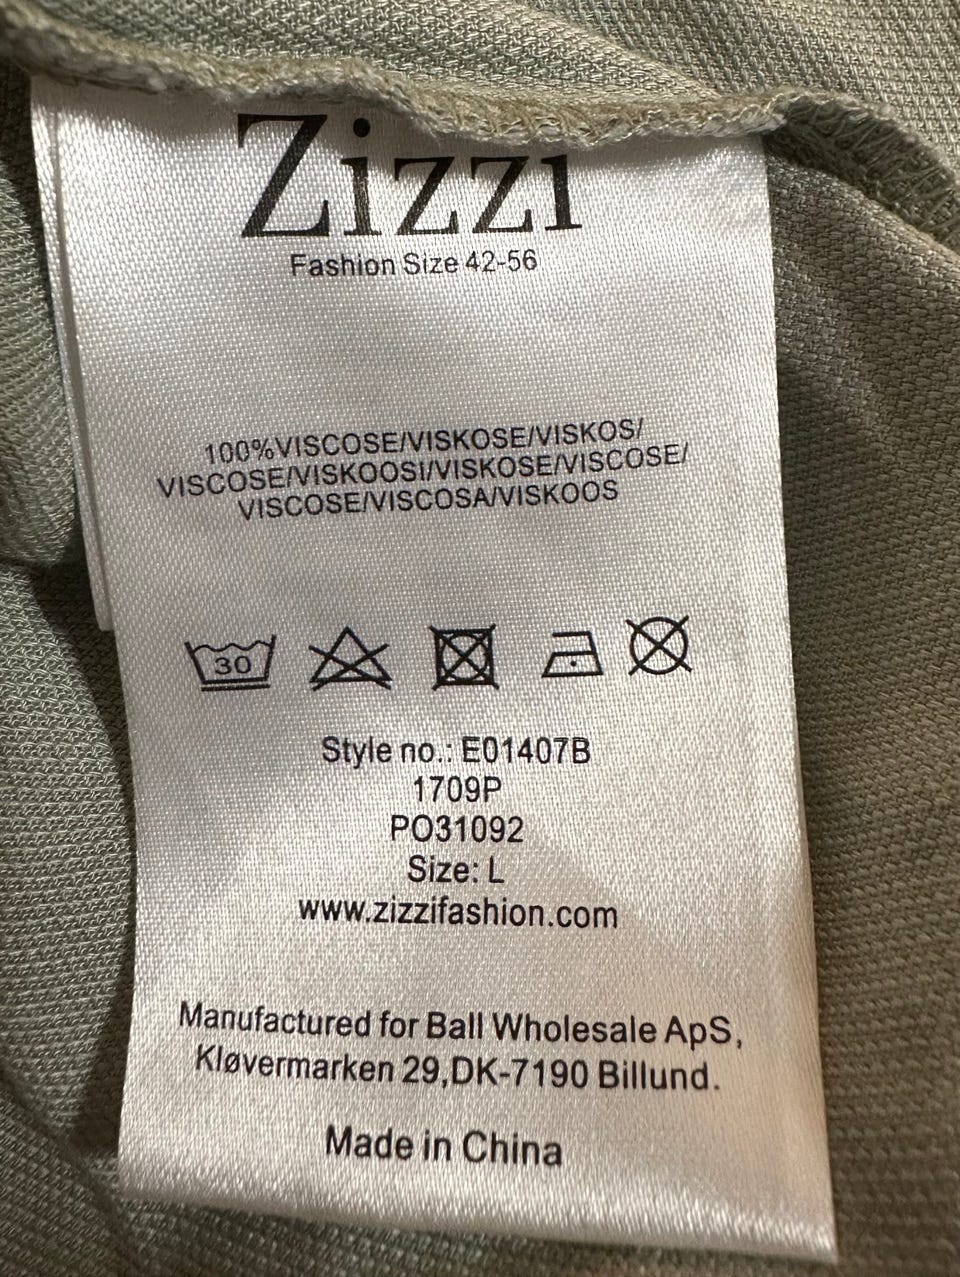 Zizzi
Fashion Size 42-56
100%VISCOSE/VISKOSE/VISKOS/
VISCOSE/VISKOOSI/VISKOSE/VISCOSE/
VISCOSE/VISCOSA/VISKOOS
30
Style no.: E01407B
1709P
PO31092
Size: L
www.zizzifashion.com
Manufactured for Ball Wholesale ApS,
Kløvermarken 29,DK-7190 Billund.
Made in China